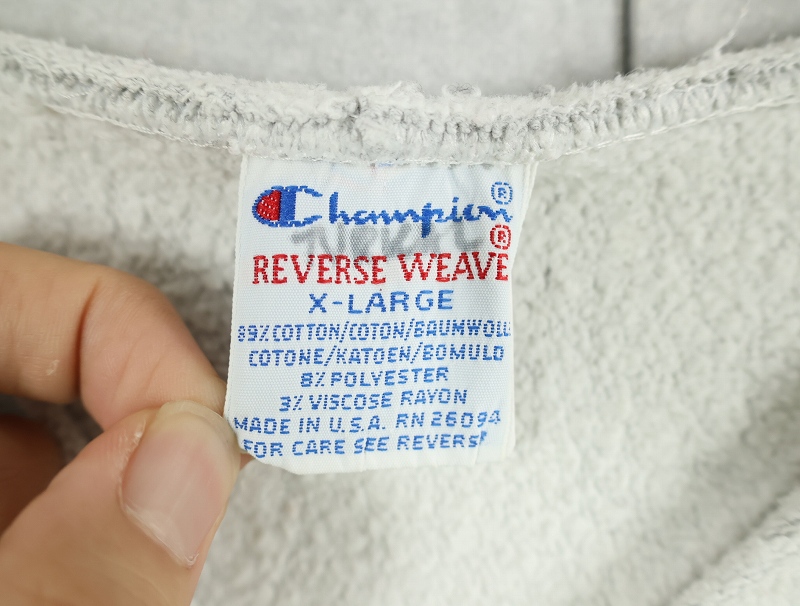 Champion®
®
REVERSE WEAVE
X-LARGE
89% COTTON/COTON/BAUMWOLL
COTONE/KATOEN/BOMULD
8% POLYESTER
3% VISCOSE RAYON
MADE IN U.S.A. RN 26094
FOR CARE SEE REVERS